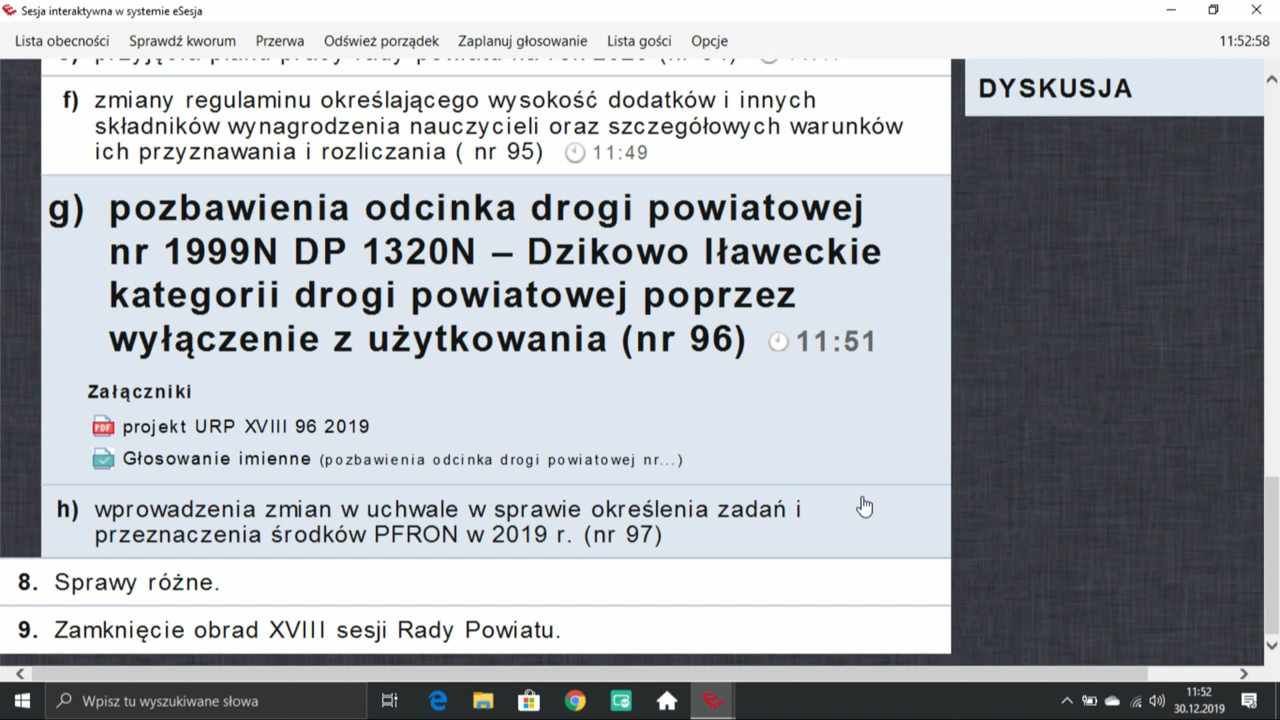 Sesja interaktywna w systemie eSesja
Lista obecności Sprawdź kworum Przerwa Odśwież porządek Zaplanuj głosowanie Lista gości Opcje 11:52:58
DYSKUSJA
f) zmiany regulaminu określającego wysokość dodatków i innych
składników wynagrodzenia nauczycieli oraz szczegółowych warunków
ich przyznawania i rozliczania ( nr 95) 11:49
g) pozbawienia odcinka drogi powiatowej
nr 1999N DP 1320N – Dzikowo Iławeckie
kategorii drogi powiatowej poprzez
wyłączenie z użytkowania (nr 96) 11:51
Załączniki
PDF projekt URP XVIII 96 2019
Głosowanie imienne (pozbawienia odcinka drogi powiatowej nr...)
h) wprowadzenia zmian w uchwale w sprawie określenia zadań i
przeznaczenia środków PFRON w 2019 r. (nr 97)
8. Sprawy różne.
9. Zamknięcie obrad XVIII sesji Rady Powiatu.
Wpisz tu wyszukiwane słowa
11:52
30.12.2019